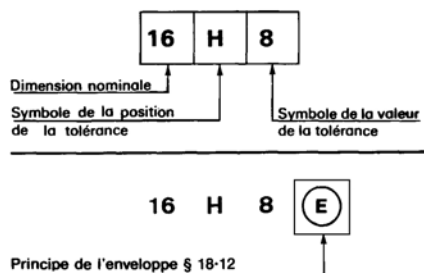 16 H 8
Dimension nominale
Symbole de la position de la tolérance
Symbole de la valeur de la tolérance
16 H 8 E
Principe de l'enveloppe § 18·12